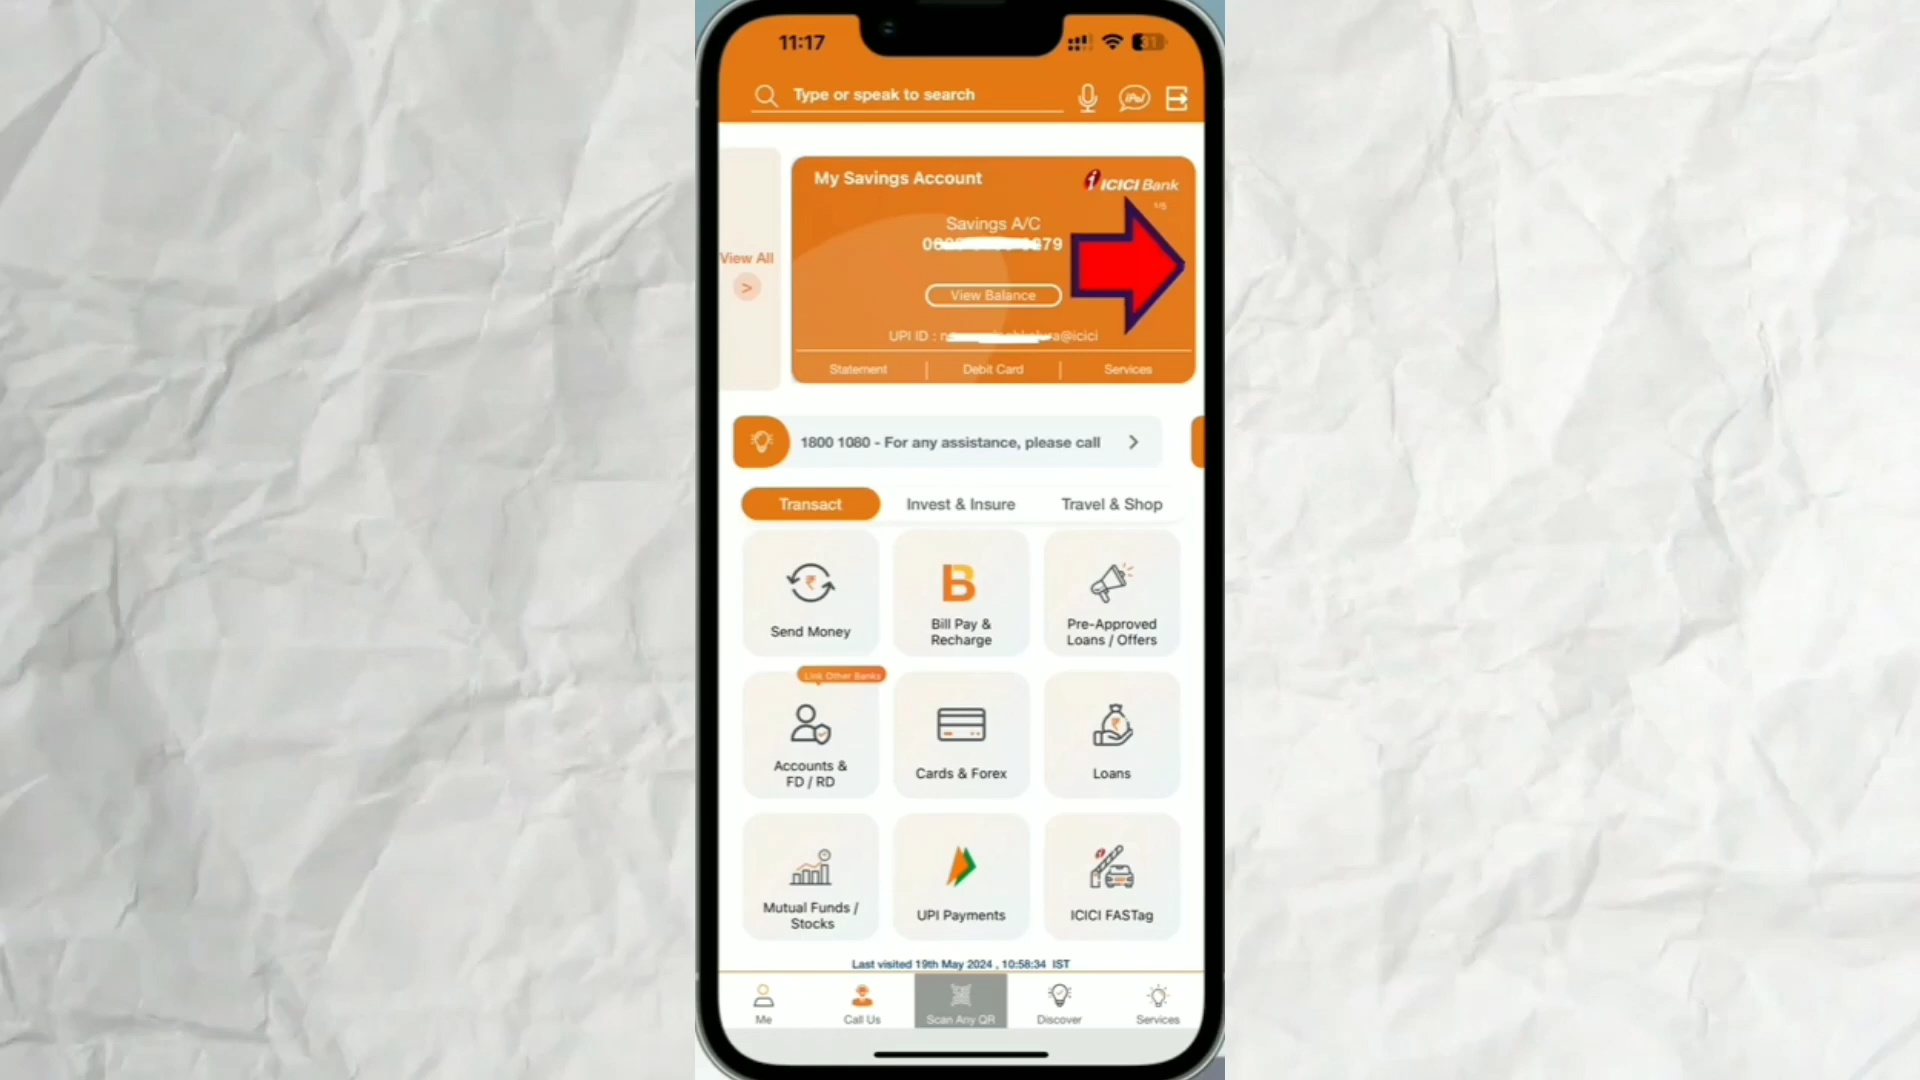 11:17
31
Type or speak to search
iPal
View All
>
My Savings Account
ICICI Bank
1/5
Savings A/C
View Balance
UPI ID :
Statement
Debit Card
Services
1800 1080 - For any assistance, please call
Transact
Invest & Insure
Travel & Shop
Send Money
Bill Pay &
Recharge
Pre-Approved
Loans / Offers
Link Other Banks
Accounts &
FD / RD
Cards & Forex
Loans
Mutual Funds /
Stocks
UPI Payments
ICICI FASTag
Last visited 19th May 2024 , 10:58:34 IST
Me
Call Us
Scan Any QR
Discover
Services